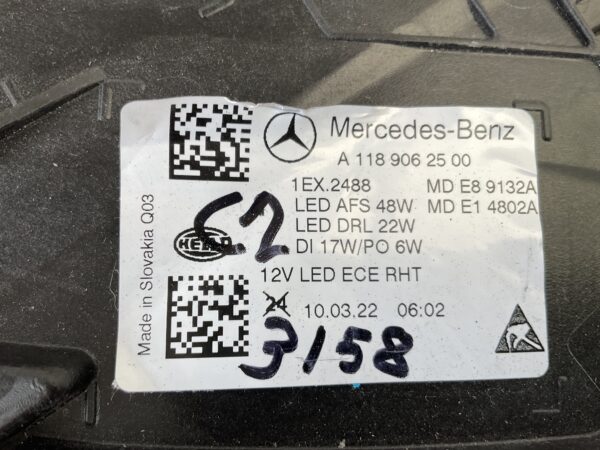 Mercedes-Benz
A 118 906 25 00
1EX.2488 MD E8 9132A
LED AFS 48W MD E1 4802A
LED DRL 22W
DI 17W/PO 6W
12V LED ECE RHT
24 10.03.22 06:02
HELLA
Made in Slovakia Q03
C2
3158